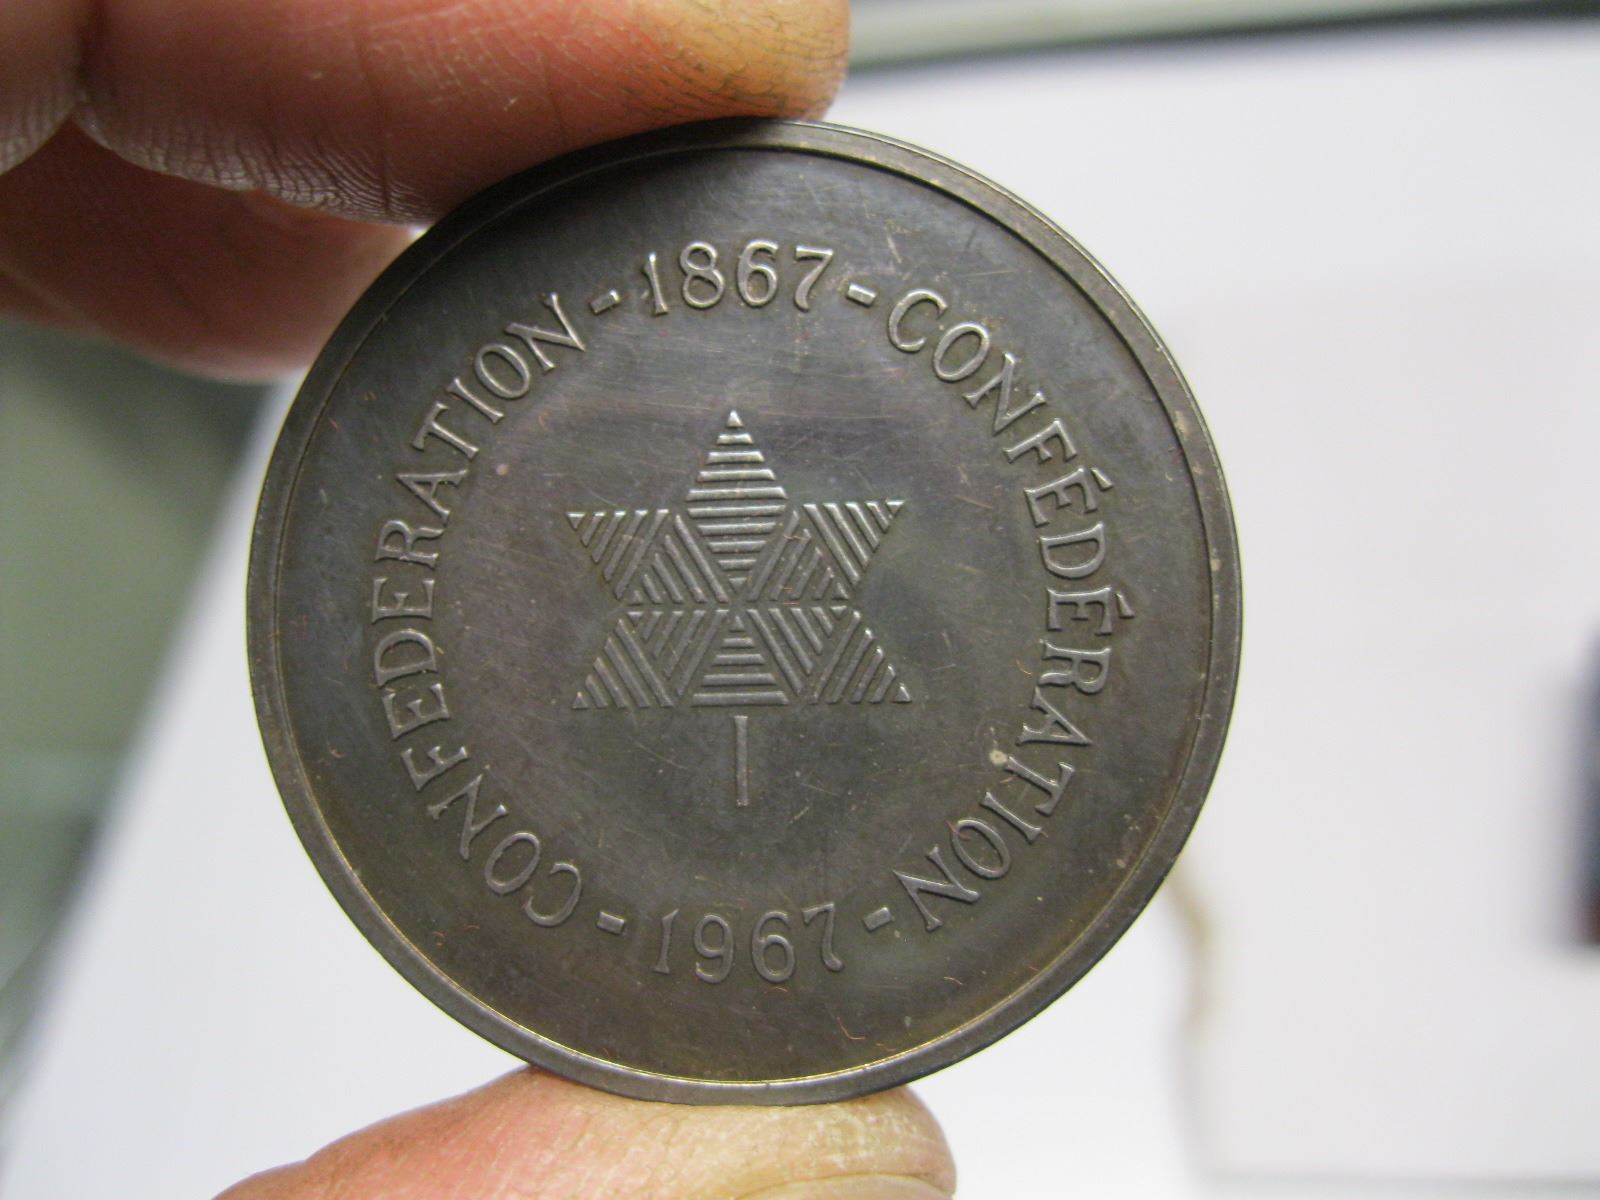 CONFEDERATION - 1867 - CONFÉDÉRATION - 1967 -